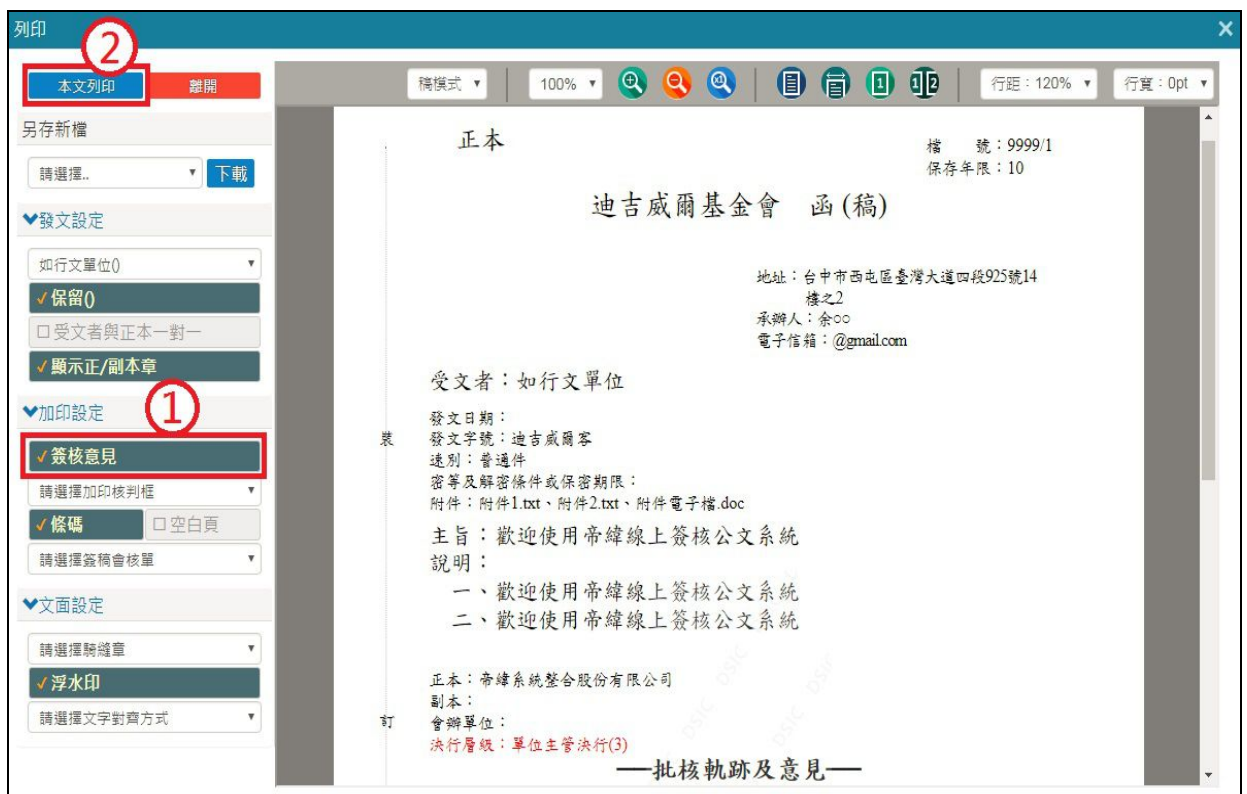 列印
×
②
本文列印 離開
另存新檔
請選擇.. 下載
發文設定
如行文單位()
✓保留()
受文者與正本一對一
✓顯示正/副本章
加印設定
①
✓簽核意見
請選擇加印核判框
✓條碼 空白頁
請選擇簽稿會核單
文面設定
請選擇騎縫章
✓浮水印
請選擇文字對齊方式
稿模式 100% 1 1 2 行距：120% 行寬：0pt
正本
檔 號：9999/1
保存年限：10
迪吉威爾基金會 函(稿)
地址：台中市西屯區臺灣大道四段925號14
樓之2
承辦人：余○○
電子信箱：@gmail.com
受文者：如行文單位
發文日期：
裝
發文字號：迪吉威爾客
速別：普通件
密等及解密條件或保密期限：
附件：附件1.txt、附件2.txt、附件電子檔.doc
主旨：歡迎使用帝緯線上簽核公文系統
說明：
一、歡迎使用帝緯線上簽核公文系統
二、歡迎使用帝緯線上簽核公文系統
DSIC DSIC
正本：帝緯系統整合股份有限公司
副本：
訂
會辦單位：
DSIC DSIC
決行層級：單位主管決行(3)
──批核軌跡及意見──